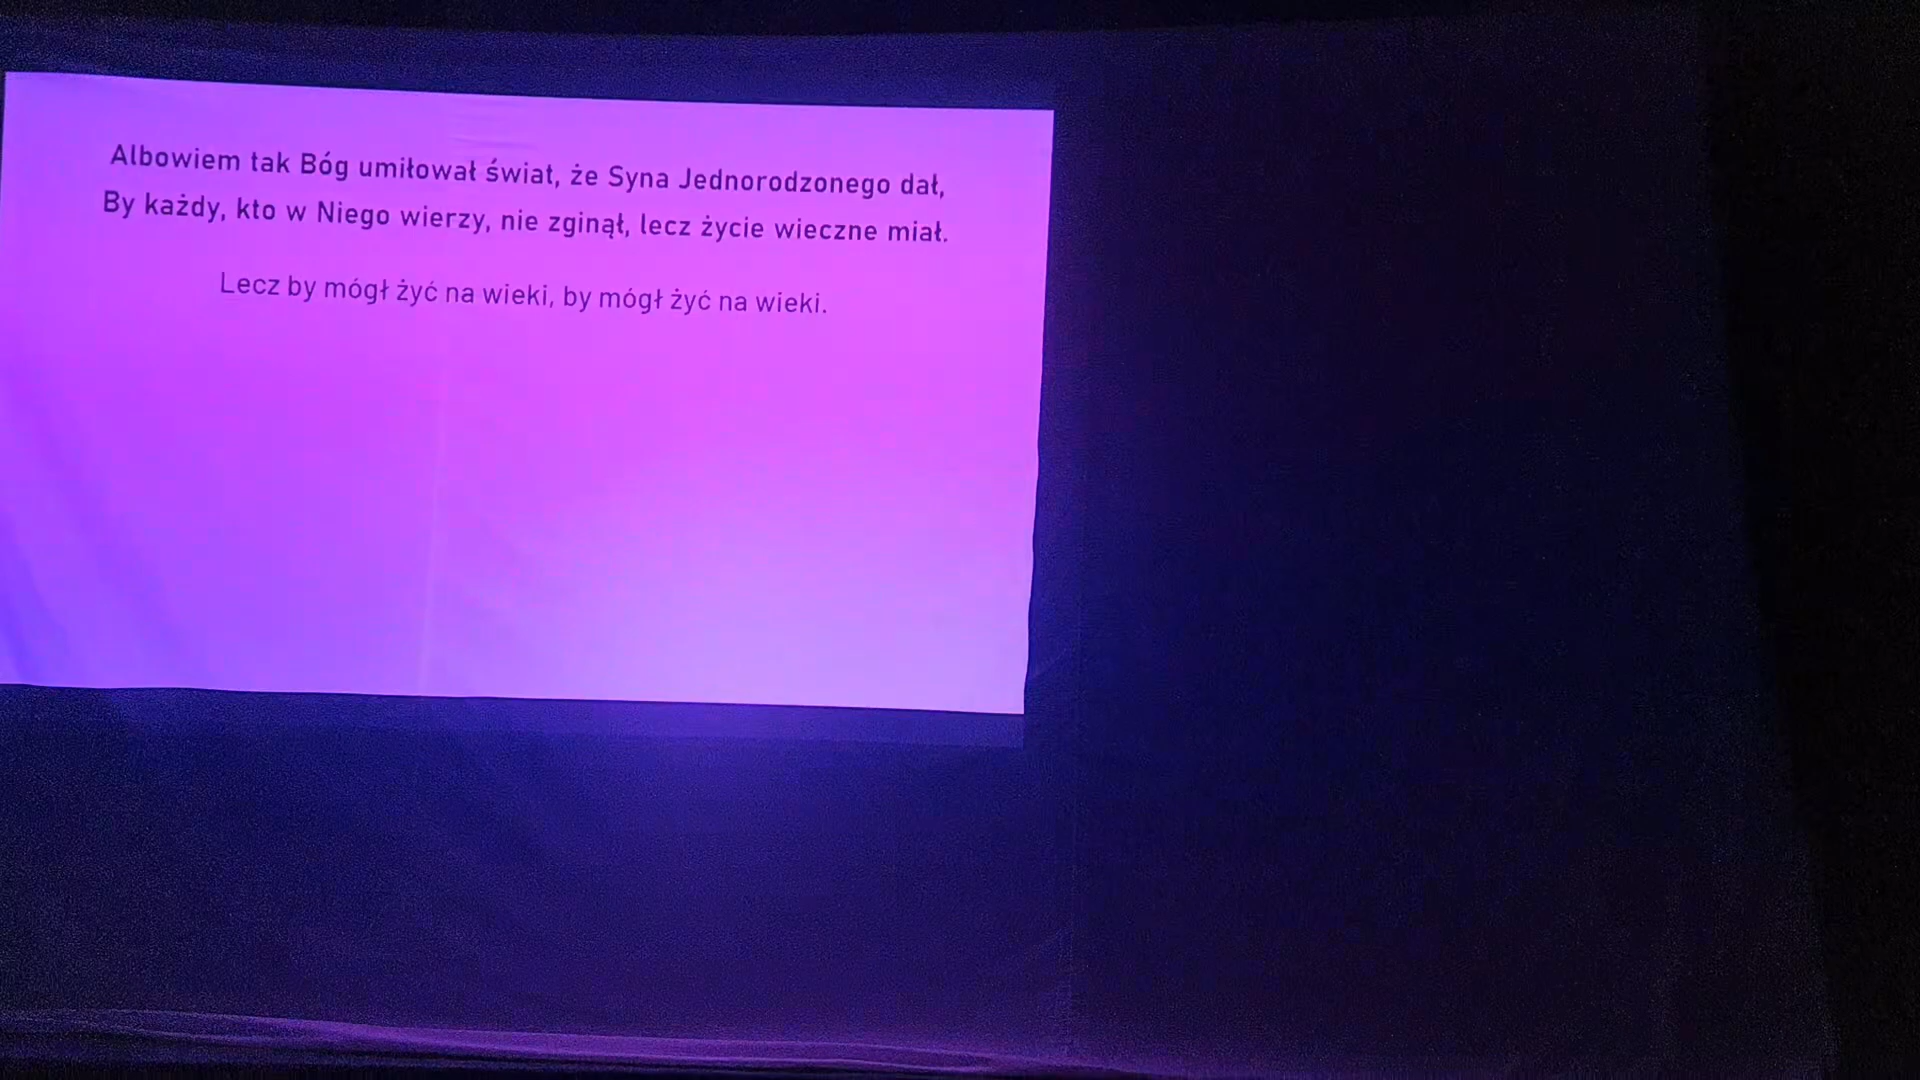 Albowiem tak Bóg umiłował świat, że Syna Jednorodzonego dał,
By każdy, kto w Niego wierzy, nie zginął, lecz życie wieczne miał.
Lecz by mógł żyć na wieki, by mógł żyć na wieki.